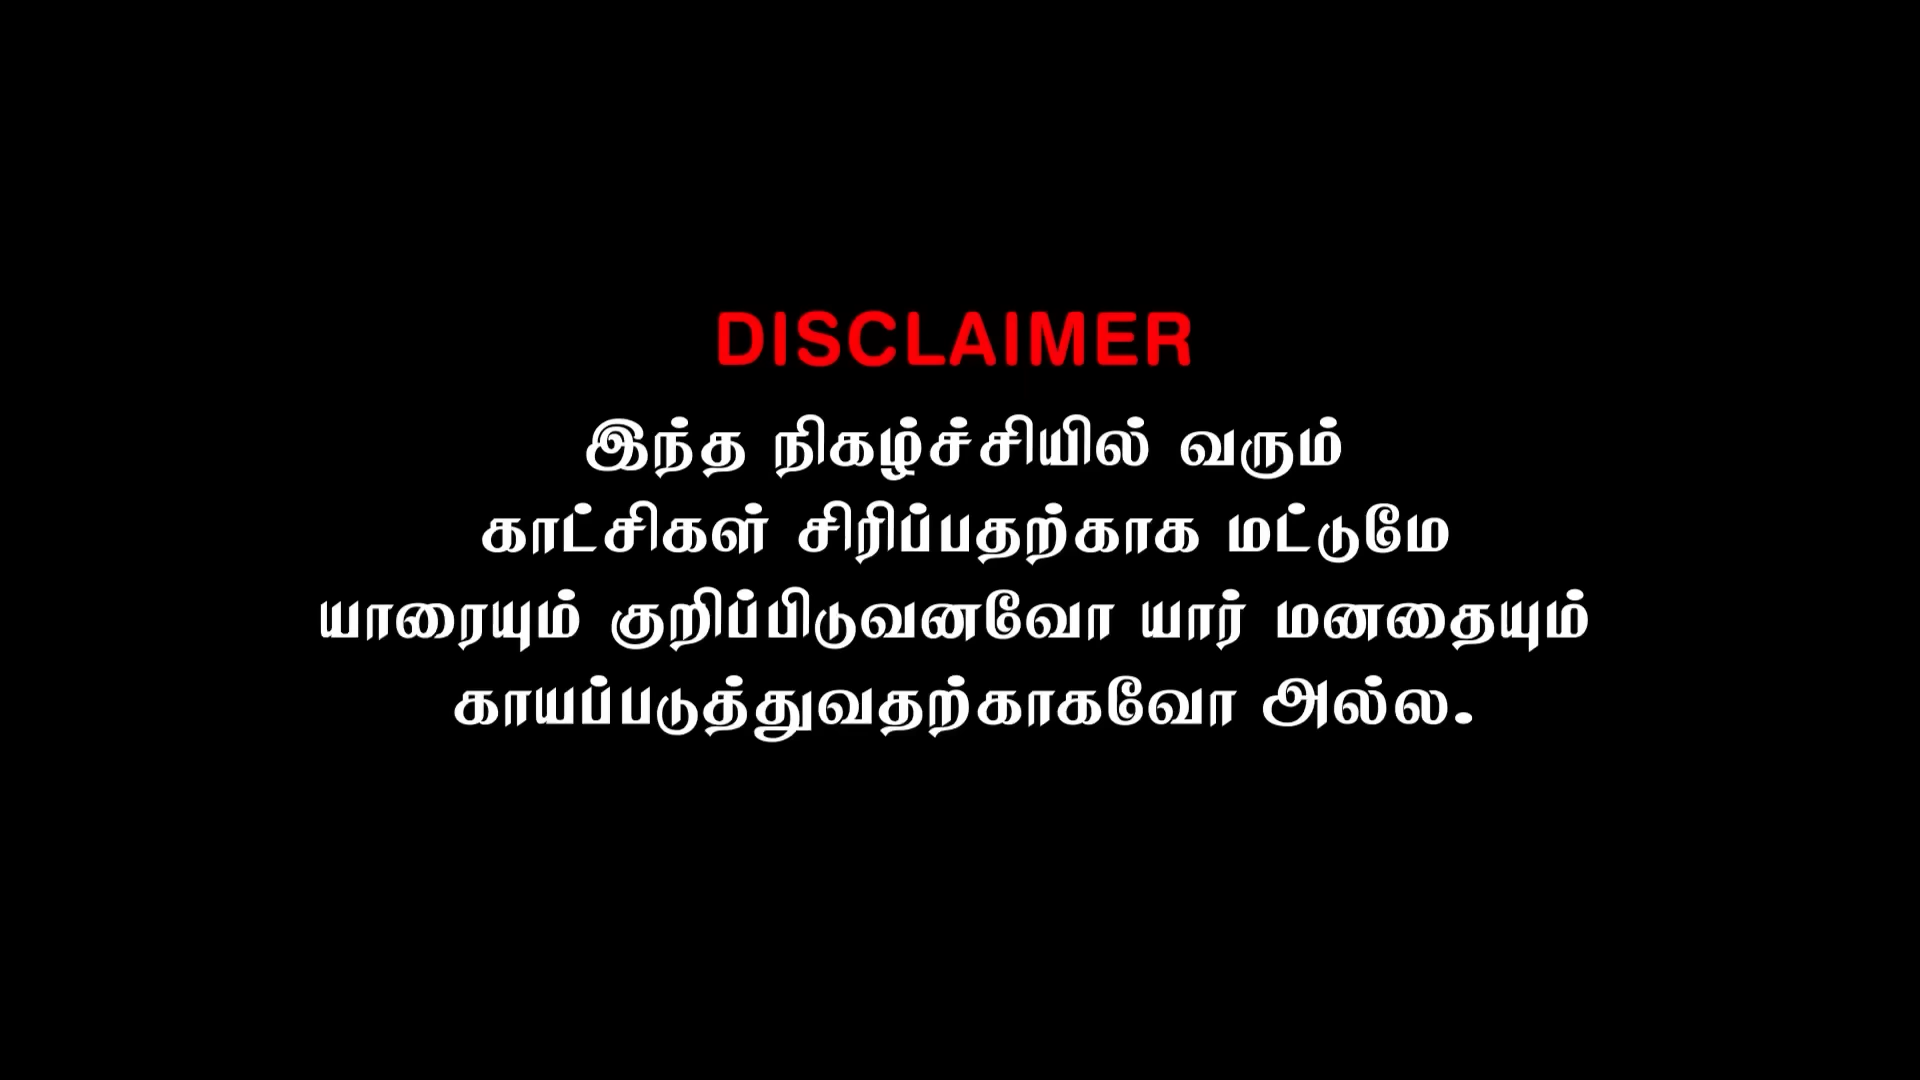 DISCLAIMER
இந்த நிகழ்ச்சியில் வரும்
காட்சிகள் சிரிப்பதற்காக மட்டுமே
யாரையும் குறிப்பிடுவனவோ யார் மனதையும்
காயப்படுத்துவதற்காகவோ அல்ல.